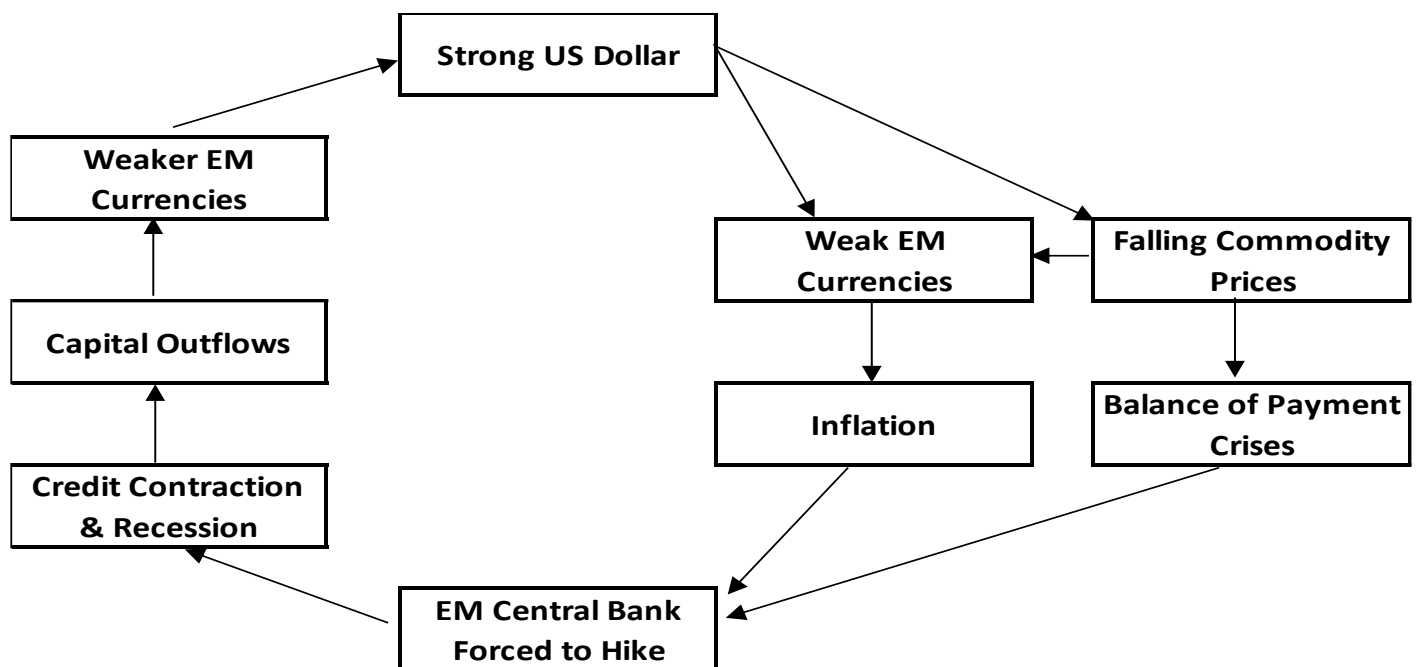 Strong US Dollar
Weaker EM
Currencies
Weak EM
Currencies
Falling Commodity
Prices
Capital Outflows
Inflation
Balance of Payment
Crises
Credit Contraction
& Recession
EM Central Bank
Forced to Hike